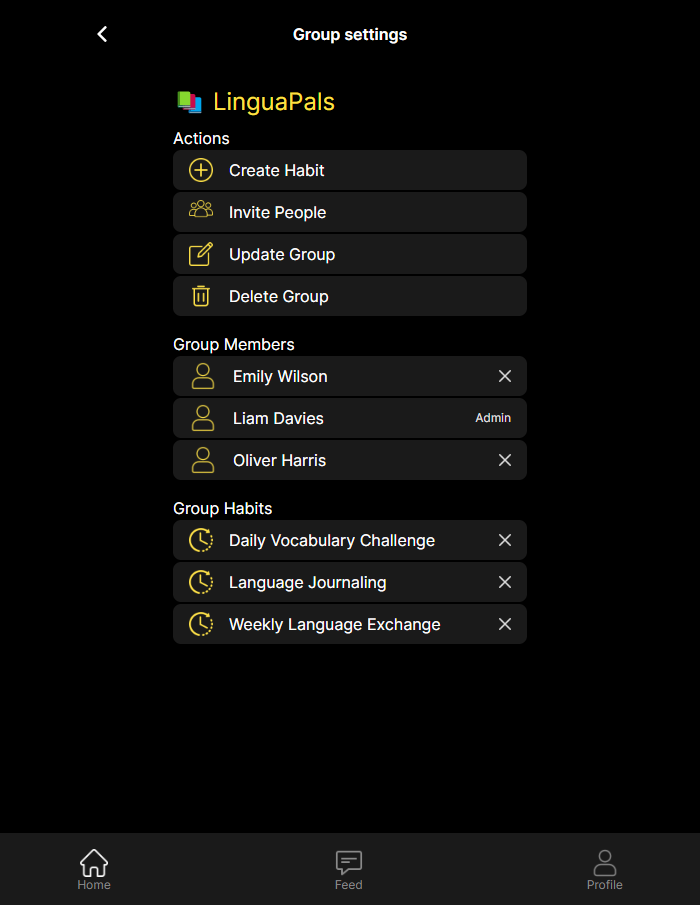 Group settings
LinguaPals
Actions
Create Habit
Invite People
Update Group
Delete Group
Group Members
Emily Wilson
Liam Davies Admin
Oliver Harris
Group Habits
Daily Vocabulary Challenge
Language Journaling
Weekly Language Exchange
Home Feed Profile